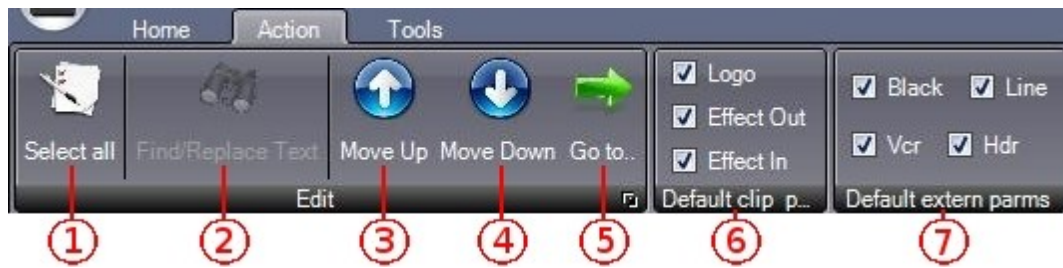 Home Action Tools
Select all Find/Replace Text Move Up Move Down Go to..
Edit
Logo
Effect Out
Effect In
Default clip p...
Black Line
Vcr Hdr
Default extern parms
1 2 3 4 5 6 7